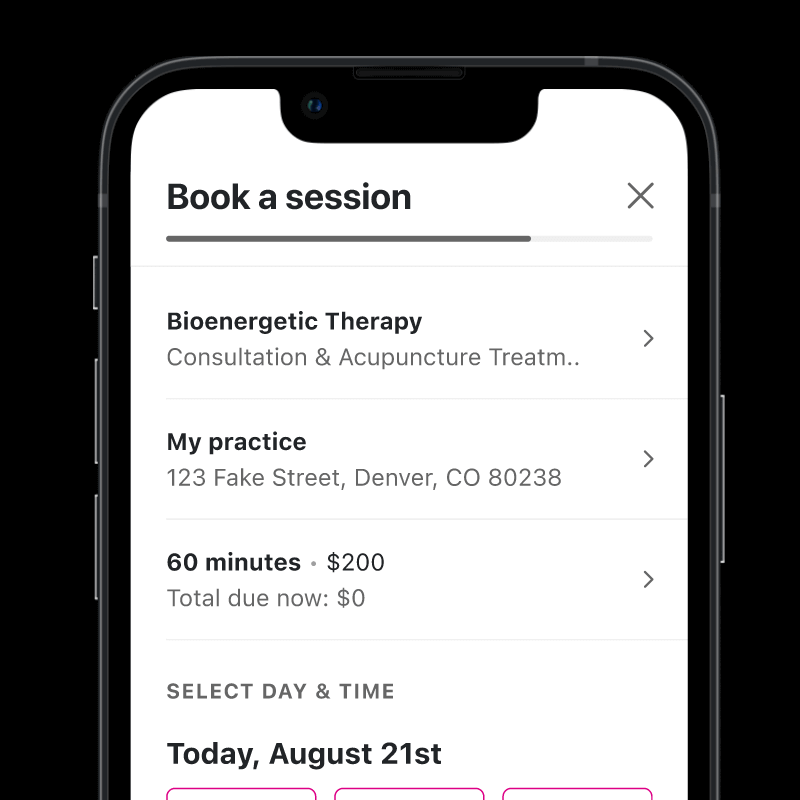 Book a session
Bioenergetic Therapy
Consultation & Acupuncture Treatm..
My practice
123 Fake Street, Denver, CO 80238
60 minutes • $200
Total due now: $0
SELECT DAY & TIME
Today, August 21st